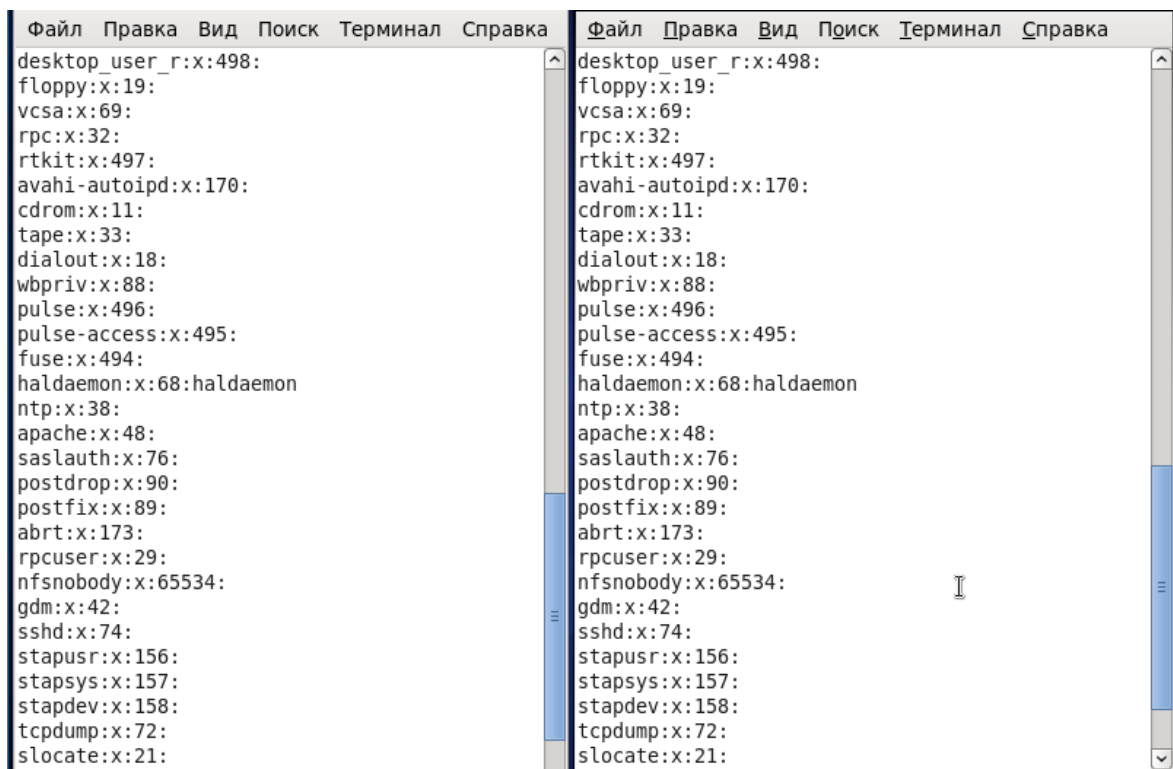 Файл Правка Вид Поиск Терминал Справка
desktop_user_r:x:498:
floppy:x:19:
vcsa:x:69:
rpc:x:32:
rtkit:x:497:
avahi-autoipd:x:170:
cdrom:x:11:
tape:x:33:
dialout:x:18:
wbpriv:x:88:
pulse:x:496:
pulse-access:x:495:
fuse:x:494:
haldaemon:x:68:haldaemon
ntp:x:38:
apache:x:48:
saslauth:x:76:
postdrop:x:90:
postfix:x:89:
abrt:x:173:
rpcuser:x:29:
nfsnobody:x:65534:
gdm:x:42:
sshd:x:74:
stapusr:x:156:
stapsys:x:157:
stapdev:x:158:
tcpdump:x:72:
slocate:x:21:
Файл Правка Вид Поиск Терминал Справка
desktop_user_r:x:498:
floppy:x:19:
vcsa:x:69:
rpc:x:32:
rtkit:x:497:
avahi-autoipd:x:170:
cdrom:x:11:
tape:x:33:
dialout:x:18:
wbpriv:x:88:
pulse:x:496:
pulse-access:x:495:
fuse:x:494:
haldaemon:x:68:haldaemon
ntp:x:38:
apache:x:48:
saslauth:x:76:
postdrop:x:90:
postfix:x:89:
abrt:x:173:
rpcuser:x:29:
nfsnobody:x:65534:
gdm:x:42:
sshd:x:74:
stapusr:x:156:
stapsys:x:157:
stapdev:x:158:
tcpdump:x:72:
slocate:x:21: